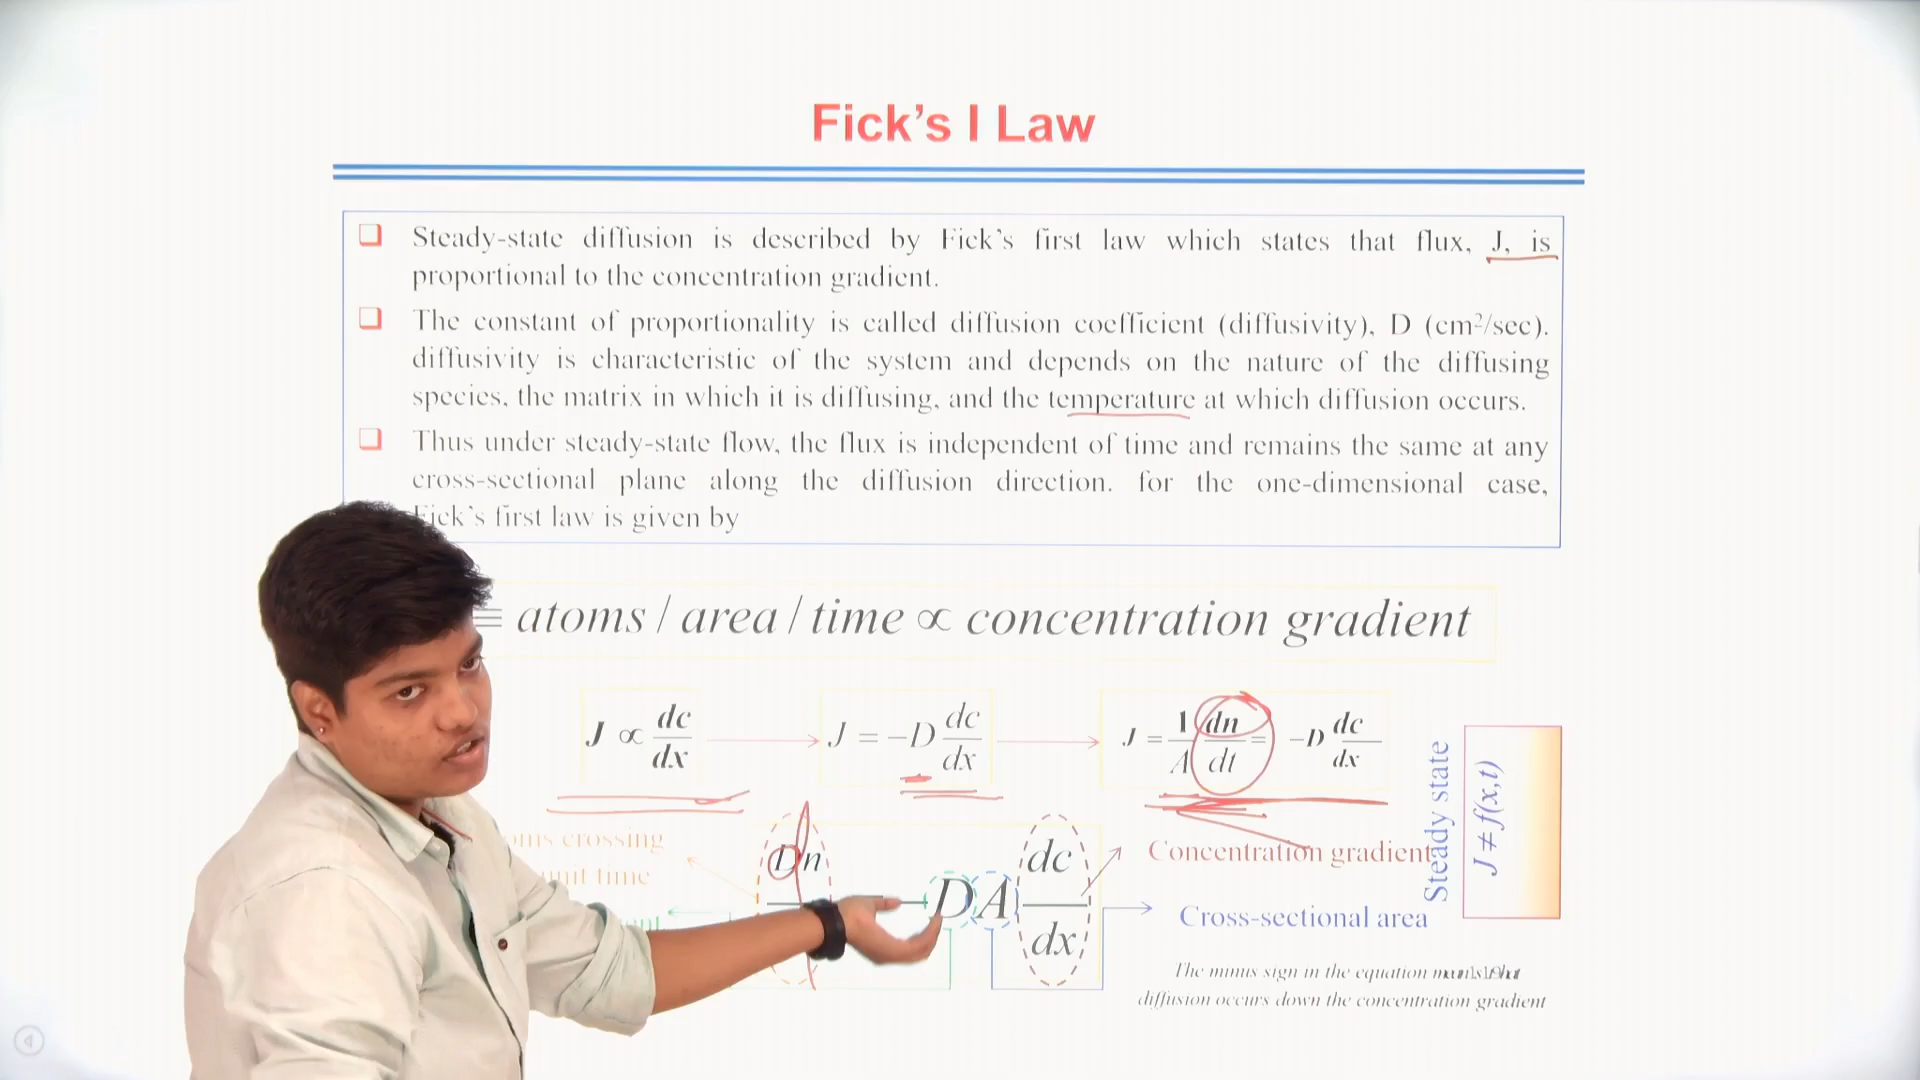 Fick’s I Law
❑ Steady-state diffusion is described by Fick’s first law which states that flux, J, is
proportional to the concentration gradient.
❑ The constant of proportionality is called diffusion coefficient (diffusivity), D (cm²/sec).
diffusivity is characteristic of the system and depends on the nature of the diffusing
species, the matrix in which it is diffusing, and the temperature at which diffusion occurs.
❑ Thus under steady-state flow, the flux is independent of time and remains the same at any
cross-sectional plane along the diffusion direction. for the one-dimensional case,
Fick’s first law is given by
≡ atoms / area / time ∝ concentration gradient
J ∝ dc/dx → J = −D dc/dx → J = 1/A dn/dt = −D dc/dx
Steady state
J ≠ f(x,t)
crossing
unit time
Dn
− D A dc/dx
Concentration gradient
Cross-sectional area
The minus sign in the equation means that
diffusion occurs down the concentration gradient